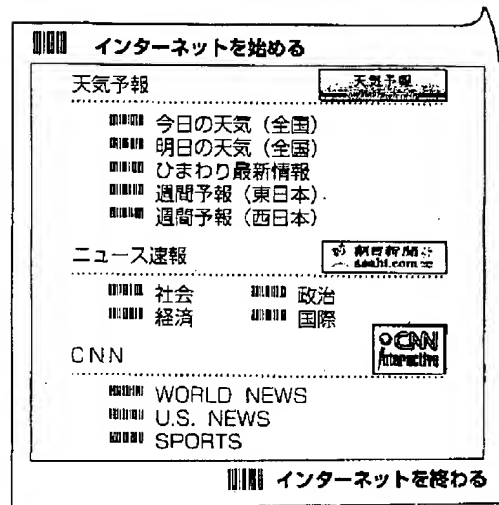 インターネットを始める
天気予報 天気予報
今日の天気 (全国)
明日の天気 (全国)
ひまわり最新情報
週間予報 (東日本)
週間予報 (西日本)
ニュース速報 朝日新聞 asahi.com
社会 政治
経済 国際
CNN CNN Interactive
WORLD NEWS
U.S. NEWS
SPORTS
インターネットを終わる